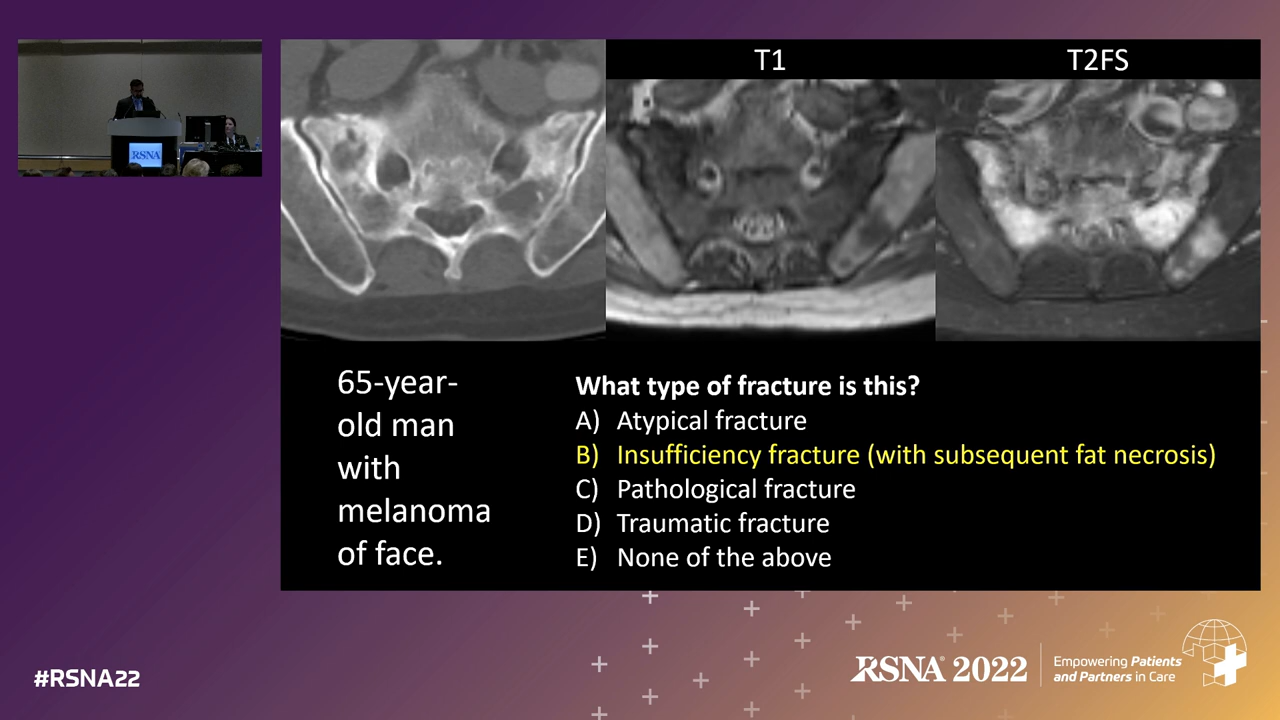 T1
T2FS
RSNA
65-year-
old man
with
melanoma
of face.
What type of fracture is this?
A) Atypical fracture
B) Insufficiency fracture (with subsequent fat necrosis)
C) Pathological fracture
D) Traumatic fracture
E) None of the above
#RSNA22
RSNA® 2022
Empowering Patients
and Partners in Care